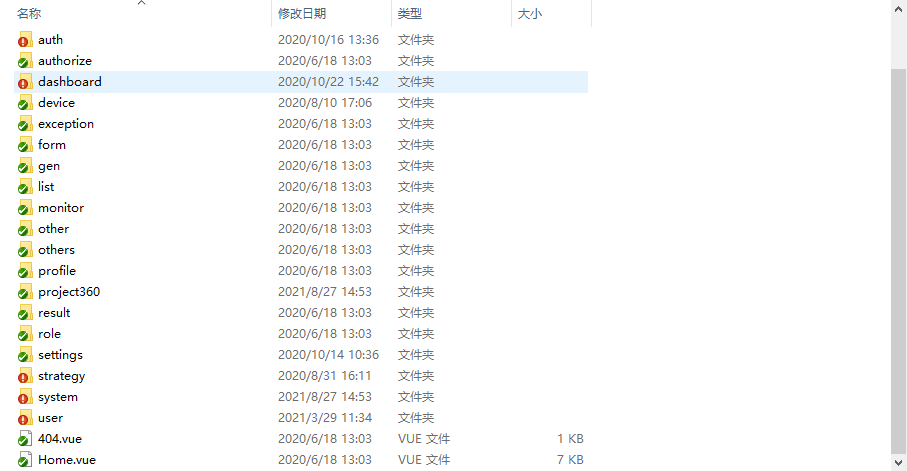 名称 修改日期 类型 大小
auth 2020/10/16 13:36 文件夹
authorize 2020/6/18 13:03 文件夹
dashboard 2020/10/22 15:42 文件夹
device 2020/8/10 17:06 文件夹
exception 2020/6/18 13:03 文件夹
form 2020/6/18 13:03 文件夹
gen 2020/6/18 13:03 文件夹
list 2020/6/18 13:03 文件夹
monitor 2020/6/18 13:03 文件夹
other 2020/6/18 13:03 文件夹
others 2020/6/18 13:03 文件夹
profile 2020/6/18 13:03 文件夹
project360 2021/8/27 14:53 文件夹
result 2020/6/18 13:03 文件夹
role 2020/6/18 13:03 文件夹
settings 2020/10/14 10:36 文件夹
strategy 2020/8/31 16:11 文件夹
system 2021/8/27 14:53 文件夹
user 2021/3/29 11:34 文件夹
404.vue 2020/6/18 13:03 VUE 文件 1 KB
Home.vue 2020/6/18 13:03 VUE 文件 7 KB